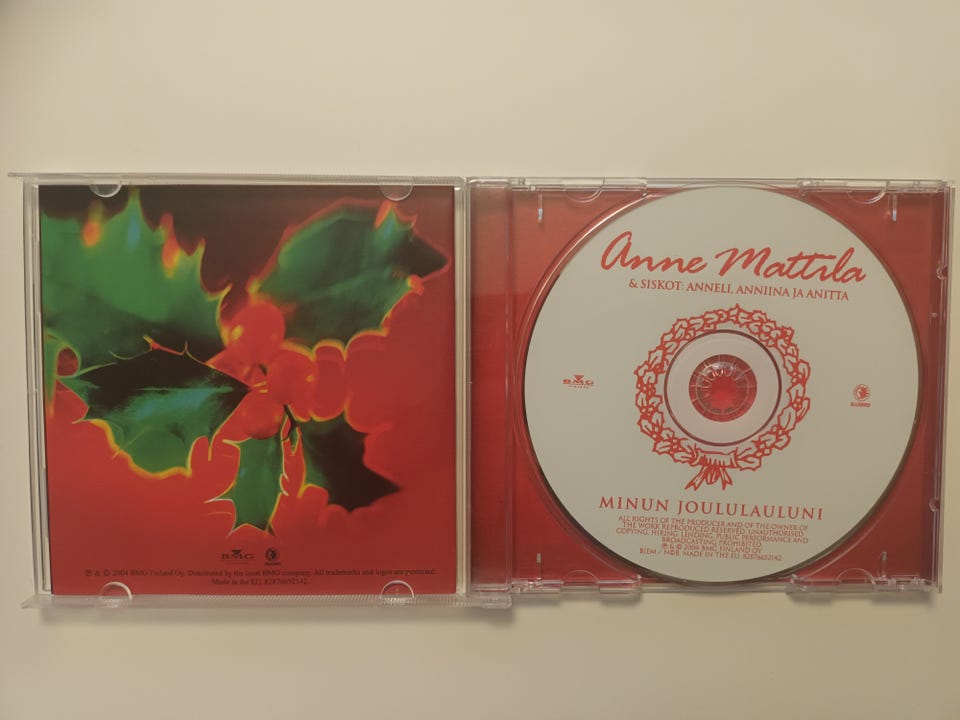 BMG
℗ & © 2004 BMG Finland Oy. Distributed by the local BMG company. All trademarks and logos are protected.
Made in the EU. 82876652142.
Anne Mattila
& SISKOT: ANNELI, ANNIINA JA ANITTA
BMG
FINLAND
MINUN JOULULAULUNI
ALL RIGHTS OF THE PRODUCER AND OF THE OWNER OF
THE WORK REPRODUCED RESERVED. UNAUTHORISED
COPYING, HIRING, LENDING, PUBLIC PERFORMANCE AND
BROADCASTING PROHIBITED.
℗ & © 2004 BMG FINLAND OY
BIEM / NCB. MADE IN THE EU. 82876652142.